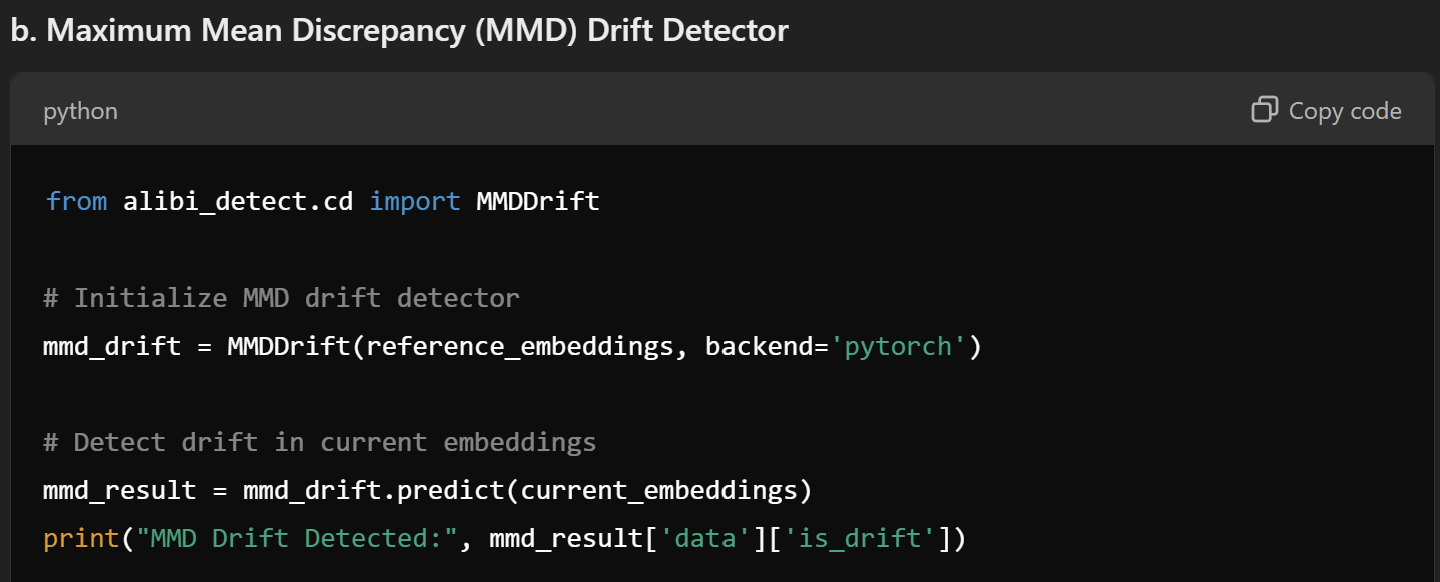 b. Maximum Mean Discrepancy (MMD) Drift Detector
python
Copy code
from alibi_detect.cd import MMDDrift
# Initialize MMD drift detector
mmd_drift = MMDDrift(reference_embeddings, backend='pytorch')
# Detect drift in current embeddings
mmd_result = mmd_drift.predict(current_embeddings)
print("MMD Drift Detected:", mmd_result['data']['is_drift'])